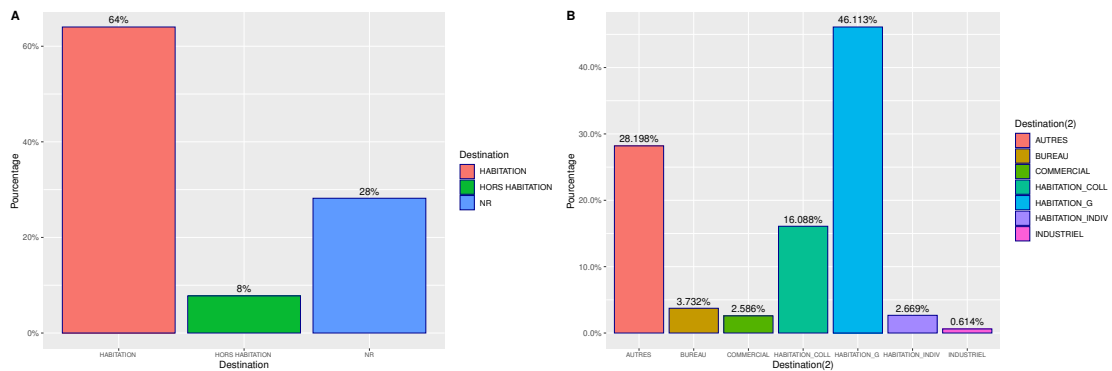 A
Pourcentage
60%
40%
20%
0%
64%
8%
28%
HABITATION
HORS HABITATION
NR
Destination
Destination
HABITATION
HORS HABITATION
NR
B
Pourcentage
40.0%
30.0%
20.0%
10.0%
0.0%
28.198%
3.732%
2.586%
16.088%
46.113%
2.669%
0.614%
AUTRES
BUREAU
COMMERCIAL
HABITATION_COLL
HABITATION_G
HABITATION_INDIV
INDUSTRIEL
Destination(2)
Destination(2)
AUTRES
BUREAU
COMMERCIAL
HABITATION_COLL
HABITATION_G
HABITATION_INDIV
INDUSTRIEL